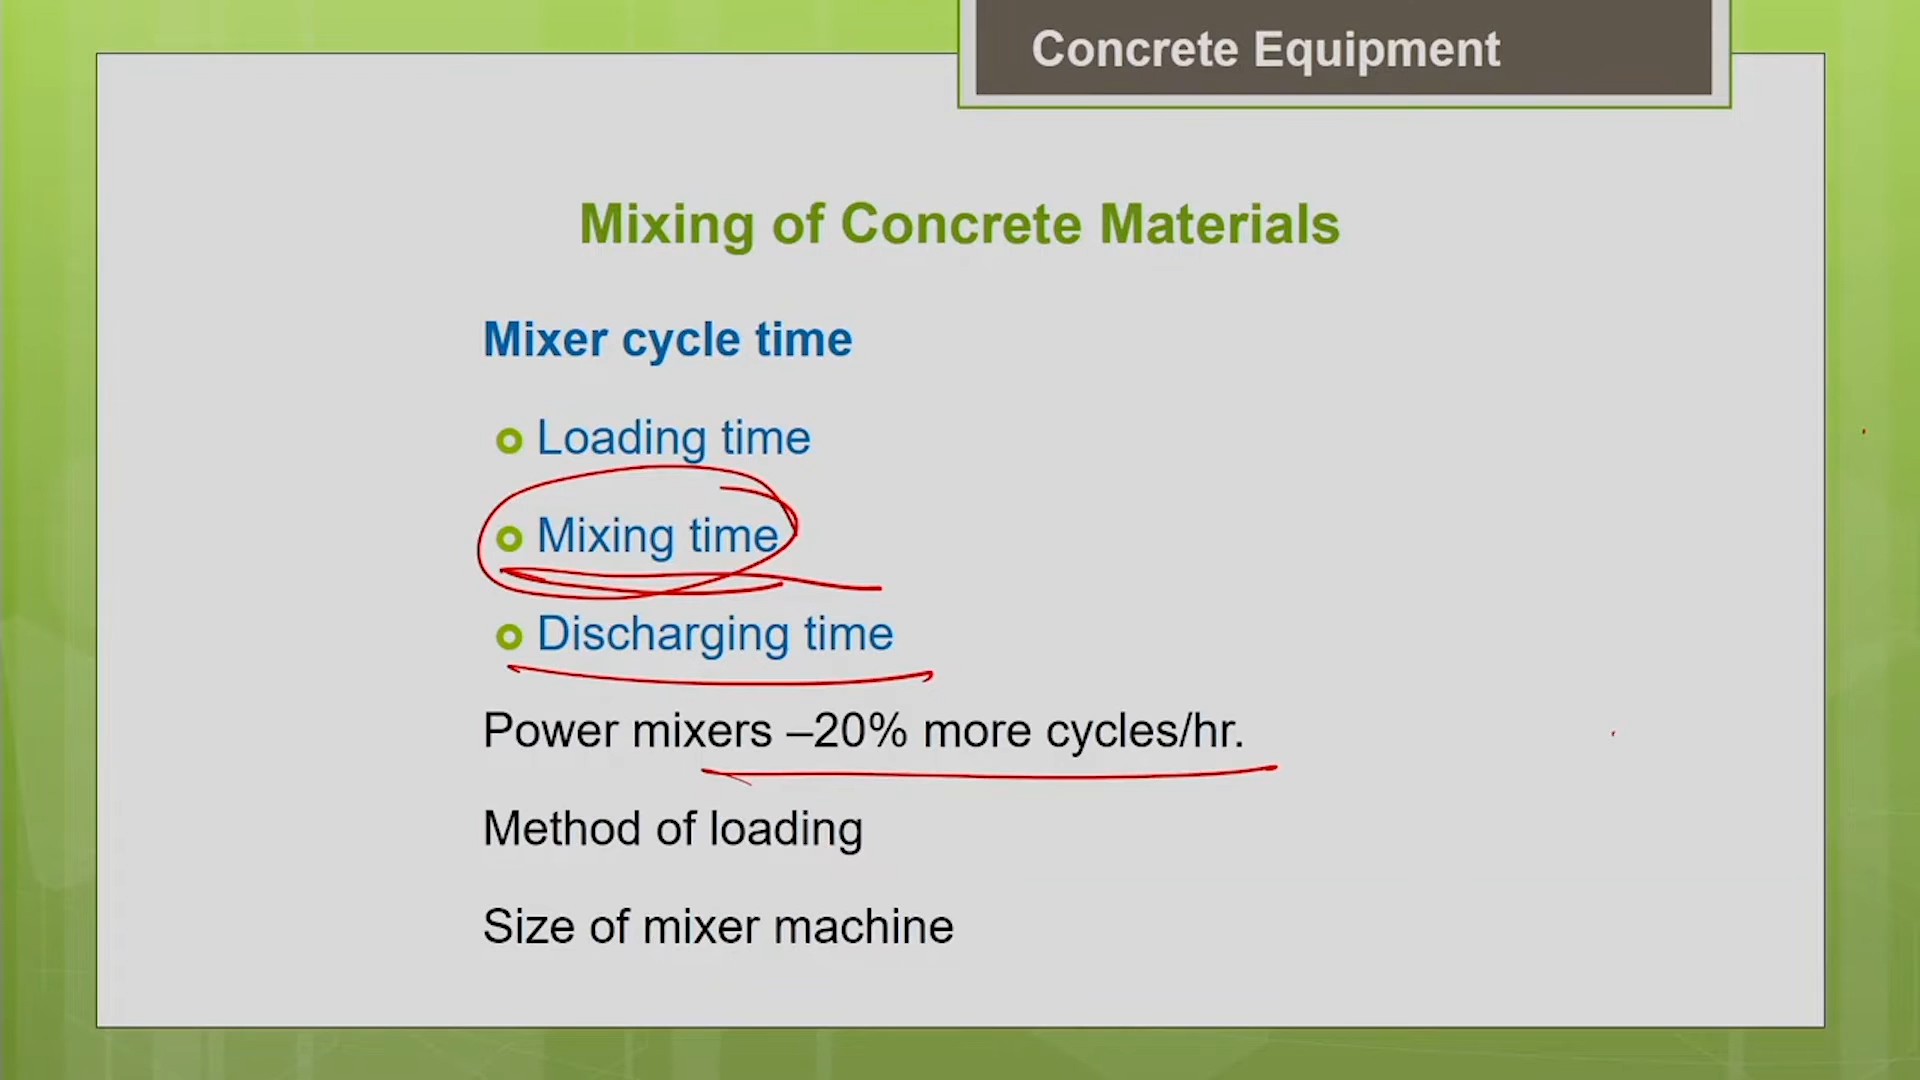 Concrete Equipment
Mixing of Concrete Materials
Mixer cycle time
Loading time
Mixing time
Discharging time
Power mixers –20% more cycles/hr.
Method of loading
Size of mixer machine